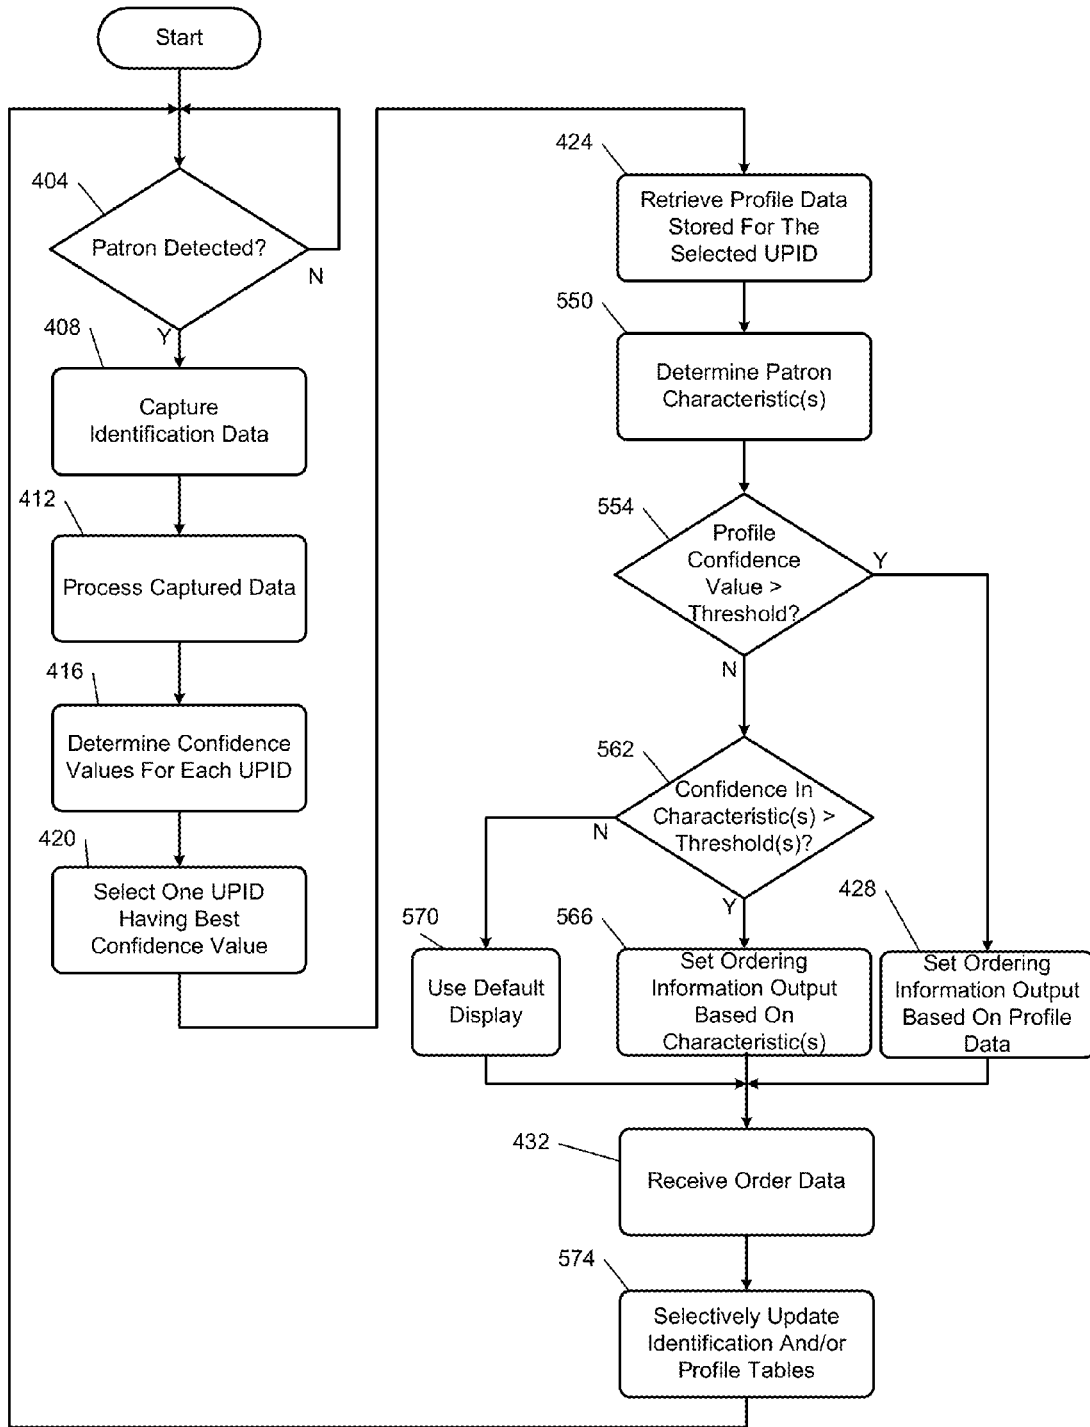 Start
404
Patron Detected?
N
Y
408
Capture
Identification Data
412
Process Captured Data
416
Determine Confidence
Values For Each UPID
420
Select One UPID
Having Best
Confidence Value
424
Retrieve Profile Data
Stored For The
Selected UPID
550
Determine Patron
Characteristic(s)
554
Profile
Confidence
Value >
Threshold?
Y
N
562
Confidence In
Characteristic(s) >
Threshold(s)?
N
Y
570
Use Default
Display
566
Set Ordering
Information Output
Based On
Characteristic(s)
428
Set Ordering
Information Output
Based On Profile
Data
432
Receive Order Data
574
Selectively Update
Identification And/or
Profile Tables